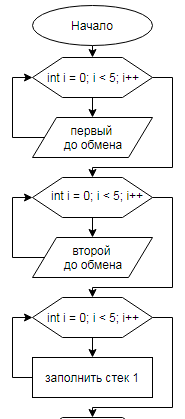 Начало
int i = 0; i < 5; i++
первый
до обмена
int i = 0; i < 5; i++
второй
до обмена
int i = 0; i < 5; i++
заполнить стек 1